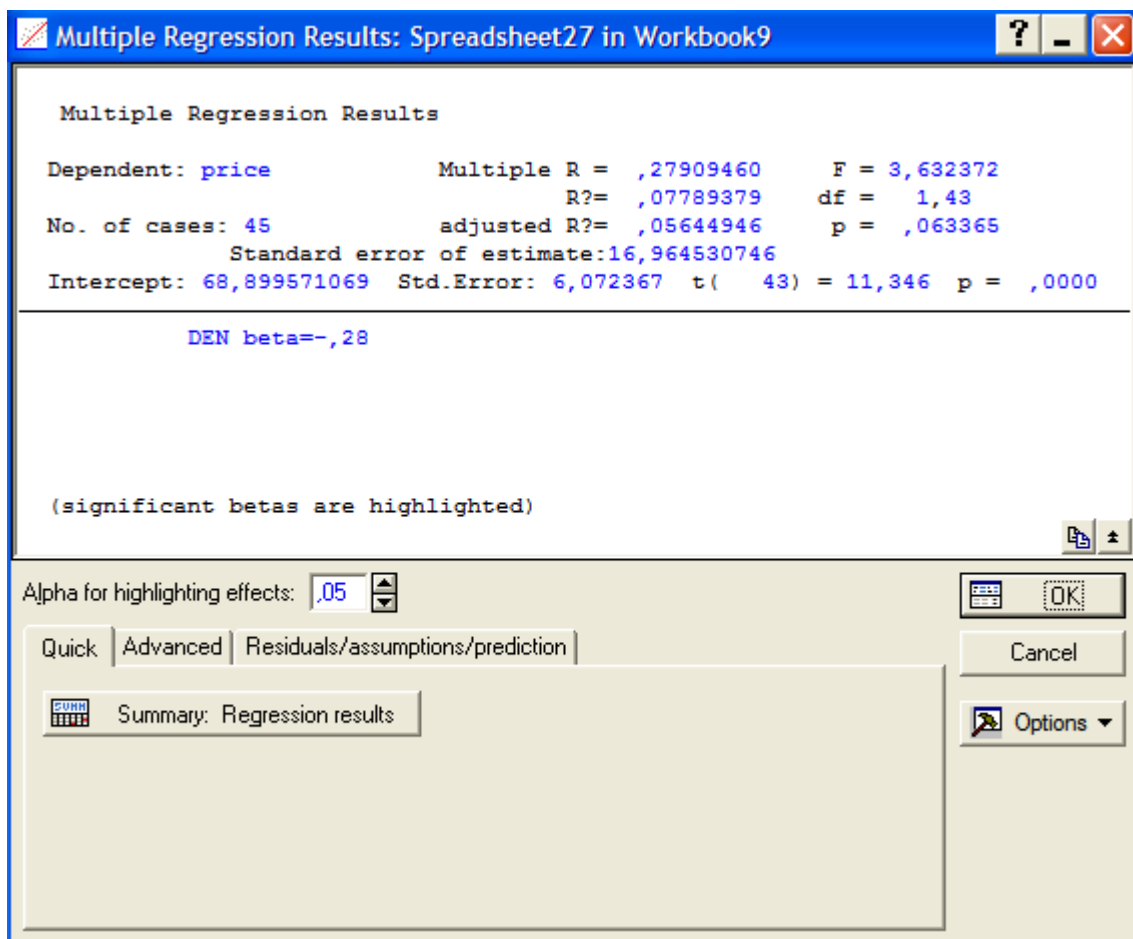 Multiple Regression Results: Spreadsheet27 in Workbook9
Multiple Regression Results
Dependent: price Multiple R = ,27909460 F = 3,632372
R?= ,07789379 df = 1,43
No. of cases: 45 adjusted R?= ,05644946 p = ,063365
Standard error of estimate:16,964530746
Intercept: 68,899571069 Std.Error: 6,072367 t( 43) = 11,346 p = ,0000
DEN beta=-,28
(significant betas are highlighted)
Alpha for highlighting effects: ,05
OK
Quick Advanced Residuals/assumptions/prediction
Cancel
SUMM Summary: Regression results
Options